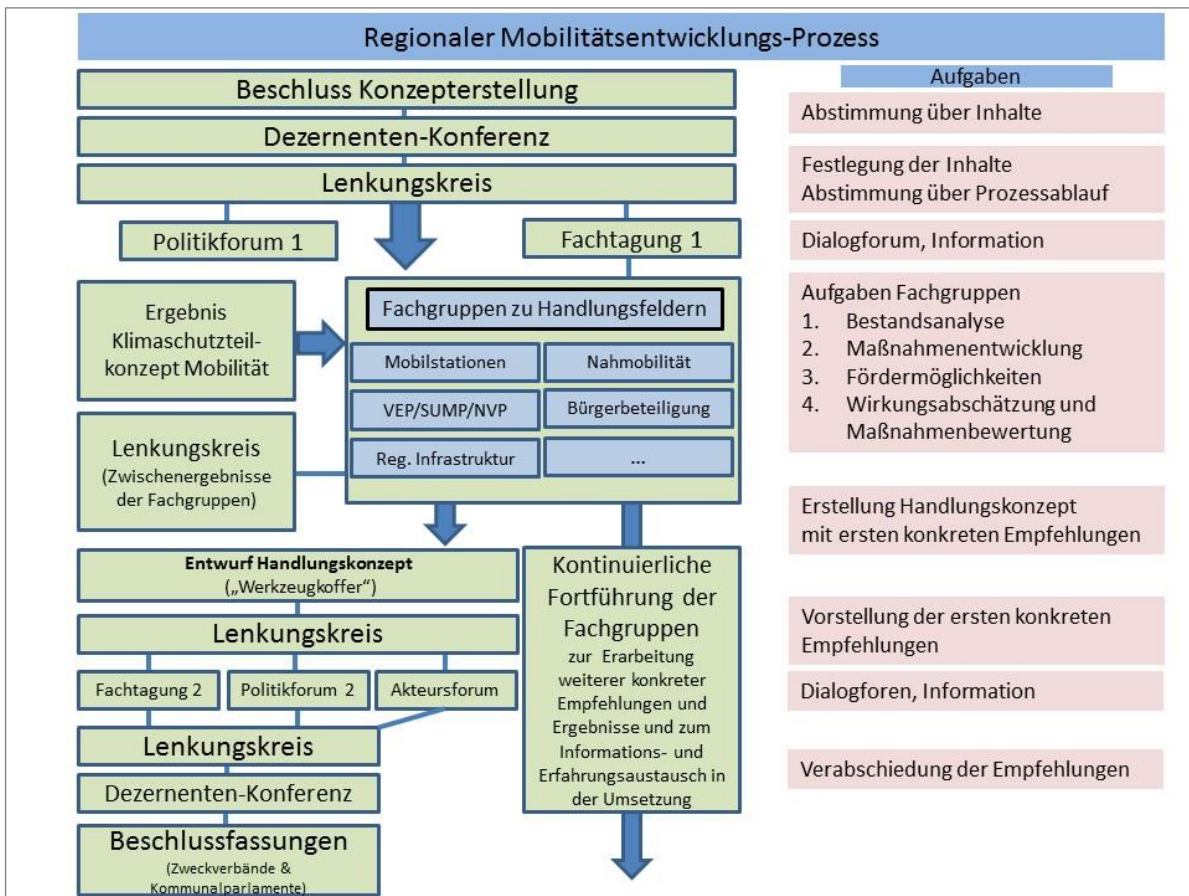 Regionaler Mobilitätsentwicklungs-Prozess
Beschluss Konzepterstellung
Dezernenten-Konferenz
Lenkungskreis
Politikforum 1
Fachtagung 1
Ergebnis
Klimaschutzteil-
konzept Mobilität
Fachgruppen zu Handlungsfeldern
Mobilstationen
Nahmobilität
VEP/SUMP/NVP
Bürgerbeteiligung
Reg. Infrastruktur
...
Lenkungskreis
(Zwischenergebnisse
der Fachgruppen)
Entwurf Handlungskonzept
(„Werkzeugkoffer“)
Lenkungskreis
Fachtagung 2
Politikforum 2
Akteursforum
Lenkungskreis
Dezernenten-Konferenz
Beschlussfassungen
(Zweckverbände &
Kommunalparlamente)
Kontinuierliche
Fortführung der
Fachgruppen
zur Erarbeitung
weiterer konkreter
Empfehlungen und
Ergebnisse und zum
Informations- und
Erfahrungsaustausch in
der Umsetzung
Aufgaben
Abstimmung über Inhalte
Festlegung der Inhalte
Abstimmung über Prozessablauf
Dialogforum, Information
Aufgaben Fachgruppen
1. Bestandsanalyse
2. Maßnahmenentwicklung
3. Fördermöglichkeiten
4. Wirkungsabschätzung und
Maßnahmenbewertung
Erstellung Handlungskonzept
mit ersten konkreten Empfehlungen
Vorstellung der ersten konkreten
Empfehlungen
Dialogforen, Information
Verabschiedung der Empfehlungen